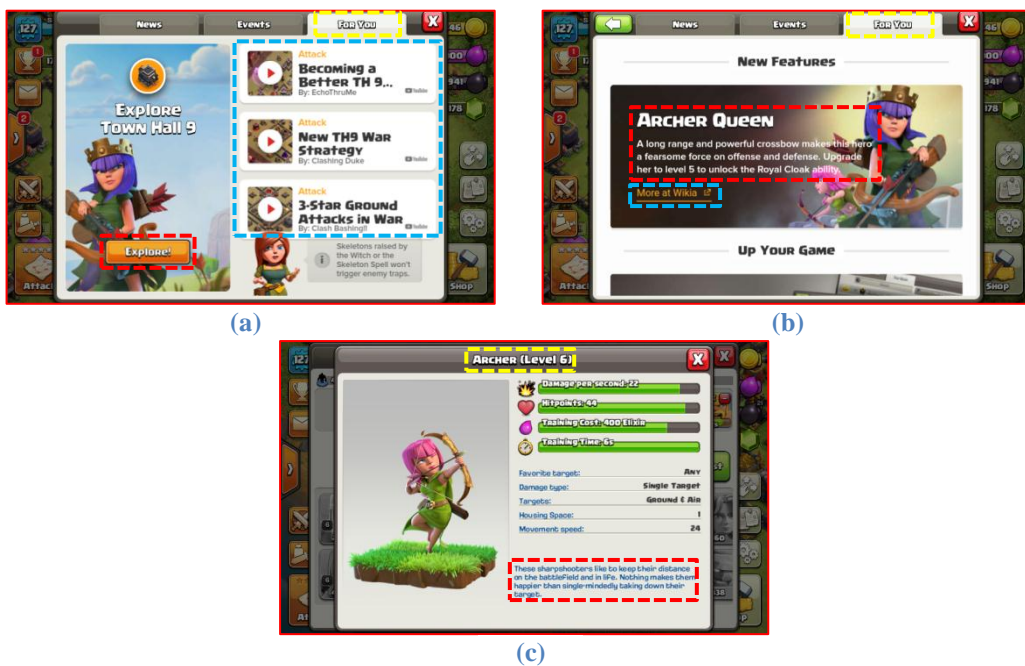 News
Events
For You
X
127
46
Explore
Town Hall 9
Explore!
Attack
Becoming a
Better TH 9...
By: EchoThruMe
YouTube
Attack
New TH9 War
Strategy
By: Clashing Duke
YouTube
Attack
3-Star Ground
Attacks in War
By: Clash Bashing!!
YouTube
Skeletons raised by
the Witch or the
Skeleton Spell won't
trigger enemy traps.
Shop
(a)
127
News
Events
For You
X
46
New Features
Archer Queen
A long range and powerful crossbow makes this hero
a fearsome force on offense and defense. Upgrade
her to level 5 to unlock the Royal Cloak ability.
More at Wikia
Up Your Game
Shop
(b)
Archer (Level 6)
X
Damage per second: 22
Hitpoints: 44
Training Cost: 400 Elixir
Training Time: 6s
Favorite target: Any
Damage type: Single Target
Targets: Ground & Air
Housing Space: 1
Movement speed: 24
These sharpshooters like to keep their distance
on the battlefield and in life. Nothing makes them
happier than single-mindedly taking down their
target.
(c)